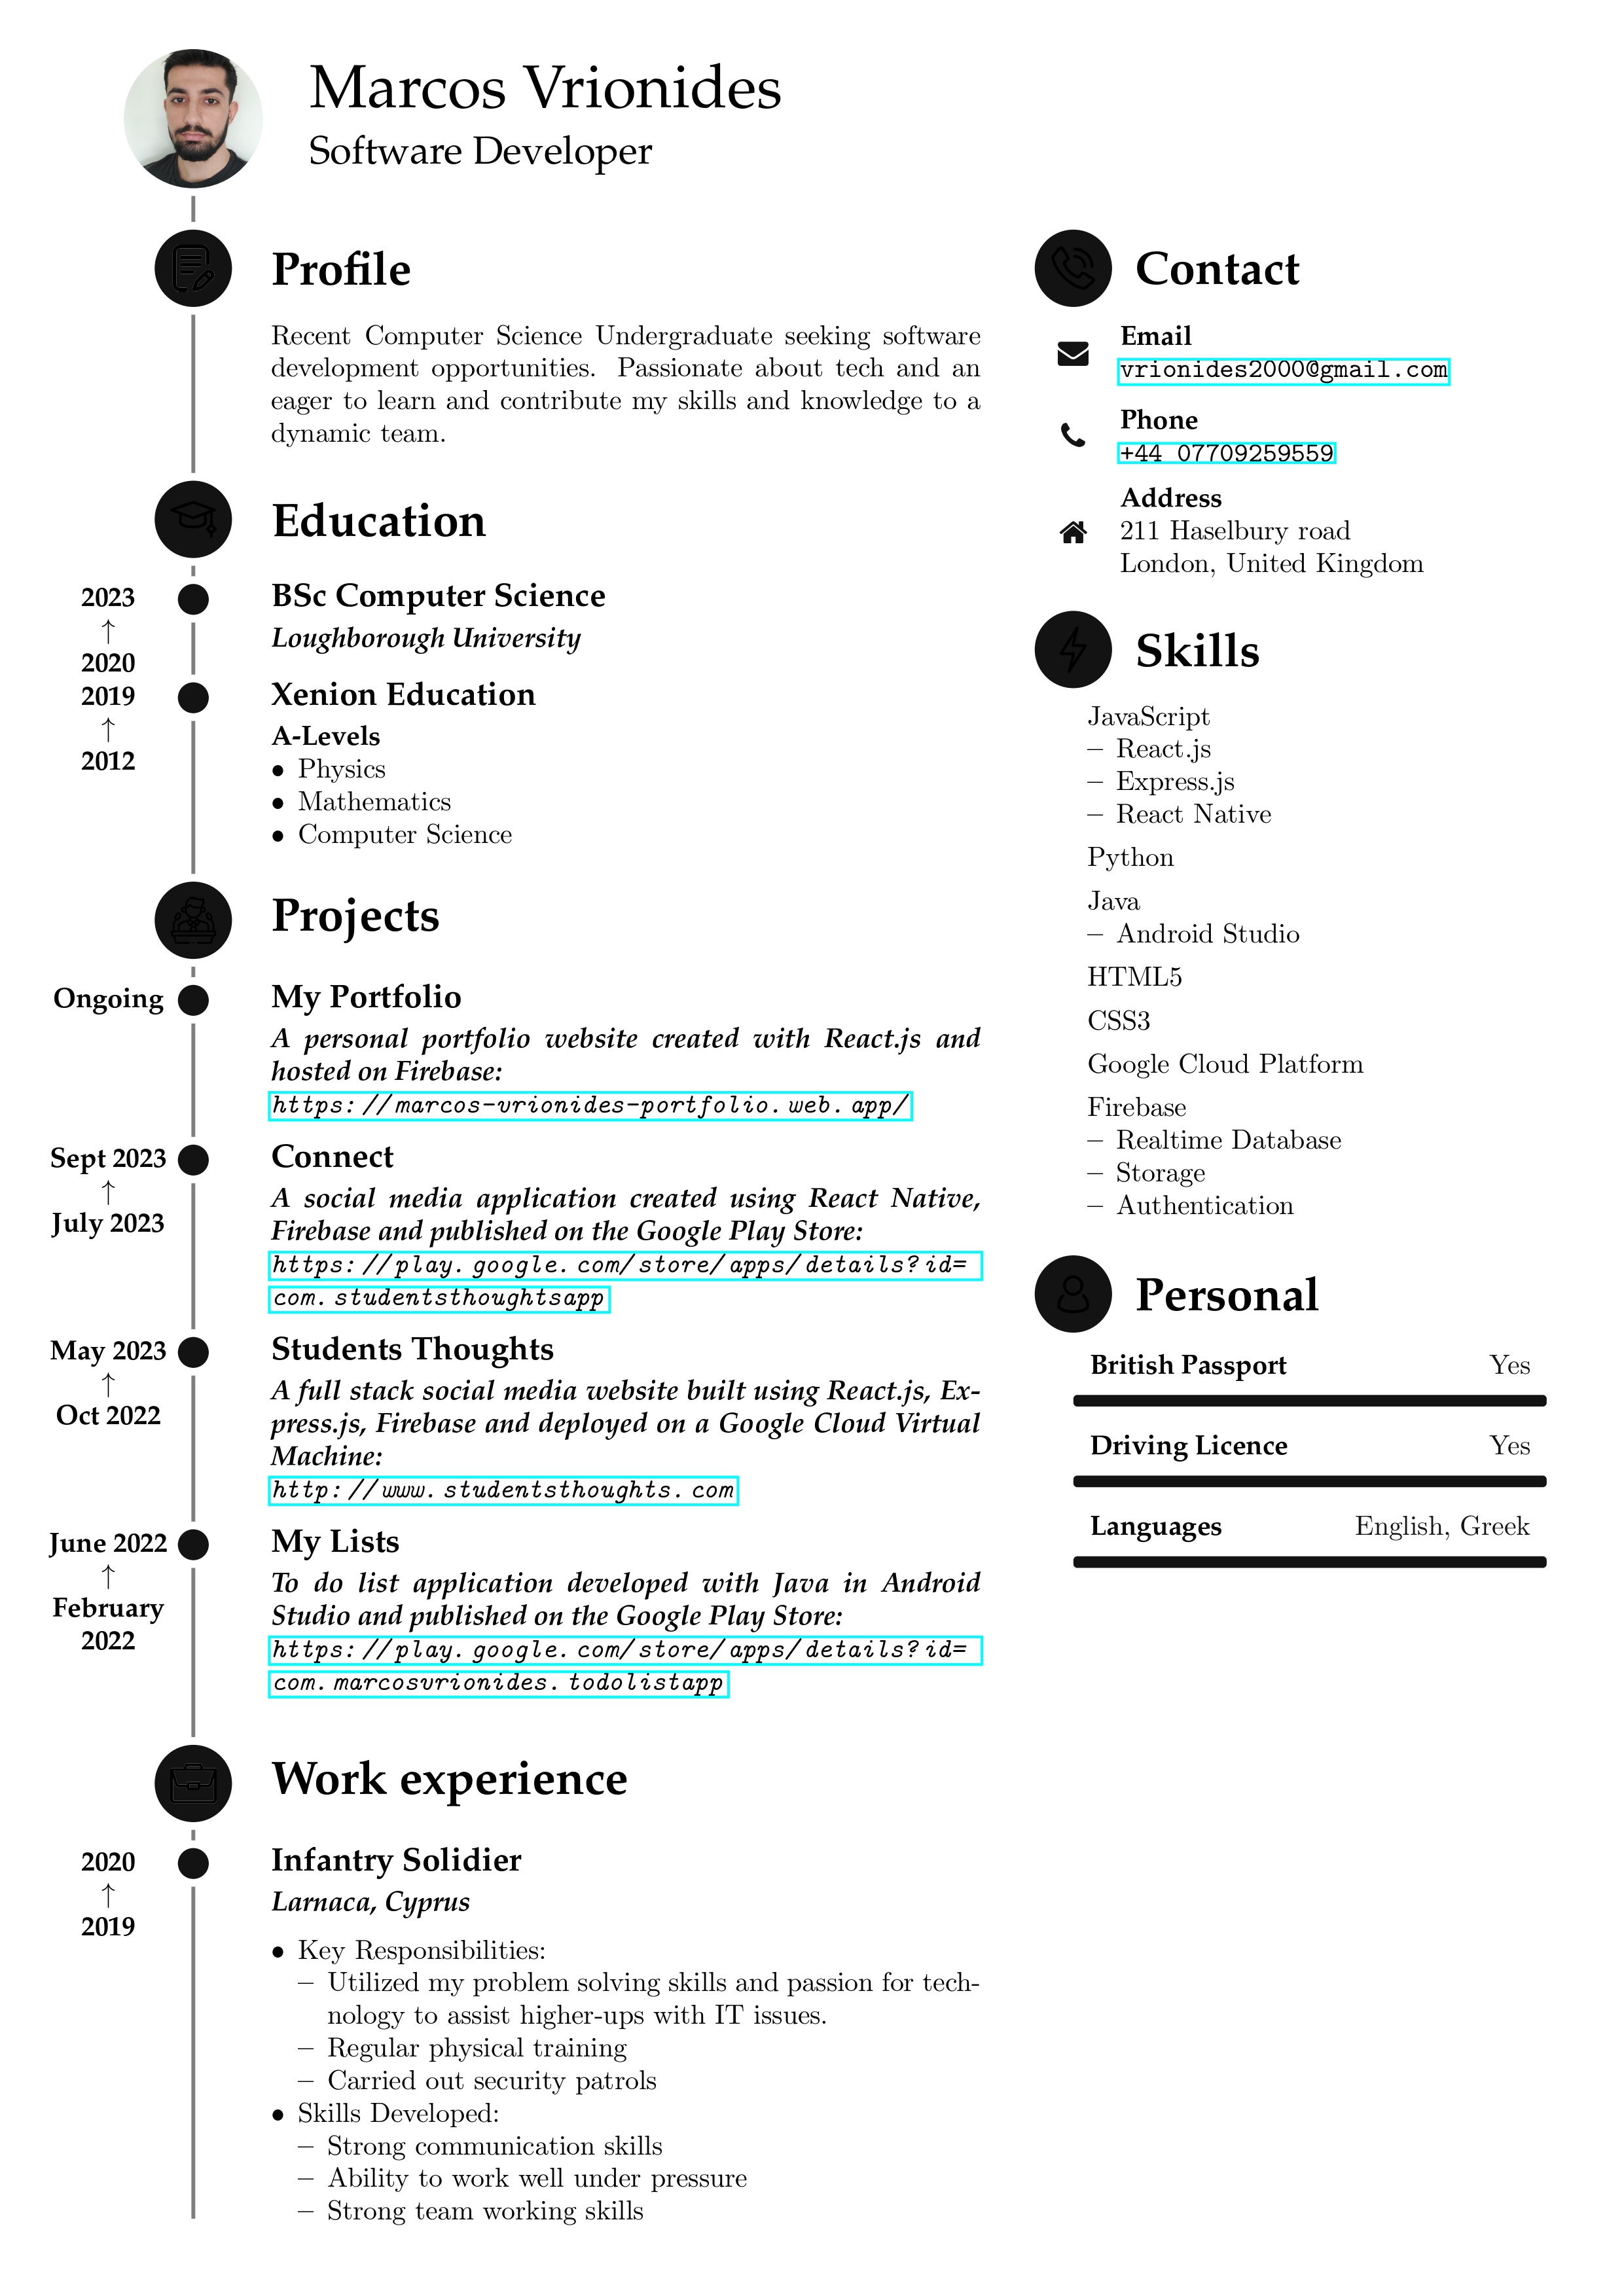 Marcos Vrionides
Software Developer
Profile
Recent Computer Science Undergraduate seeking software
development opportunities. Passionate about tech and an
eager to learn and contribute my skills and knowledge to a
dynamic team.
Education
2023
↑
2020
BSc Computer Science
Loughborough University
2019
↑
2012
Xenion Education
A-Levels
• Physics
• Mathematics
• Computer Science
Projects
Ongoing
My Portfolio
A personal portfolio website created with React.js and
hosted on Firebase:
https://marcos-vrionides-portfolio.web.app/
Sept 2023
↑
July 2023
Connect
A social media application created using React Native,
Firebase and published on the Google Play Store:
https://play.google.com/store/apps/details?id=
com.studentsthoughtsapp
May 2023
↑
Oct 2022
Students Thoughts
A full stack social media website built using React.js, Ex-
press.js, Firebase and deployed on a Google Cloud Virtual
Machine:
http://www.studentsthoughts.com
June 2022
↑
February
2022
My Lists
To do list application developed with Java in Android
Studio and published on the Google Play Store:
https://play.google.com/store/apps/details?id=
com.marcosvrionides.todolistapp
Work experience
2020
↑
2019
Infantry Solidier
Larnaca, Cyprus
• Key Responsibilities:
– Utilized my problem solving skills and passion for tech-
nology to assist higher-ups with IT issues.
– Regular physical training
– Carried out security patrols
• Skills Developed:
– Strong communication skills
– Ability to work well under pressure
– Strong team working skills
Contact
Email
vrionides2000@gmail.com
Phone
+44 07709259559
Address
211 Haselbury road
London, United Kingdom
Skills
JavaScript
– React.js
– Express.js
– React Native
Python
Java
– Android Studio
HTML5
CSS3
Google Cloud Platform
Firebase
– Realtime Database
– Storage
– Authentication
Personal
British Passport Yes
Driving Licence Yes
Languages English, Greek